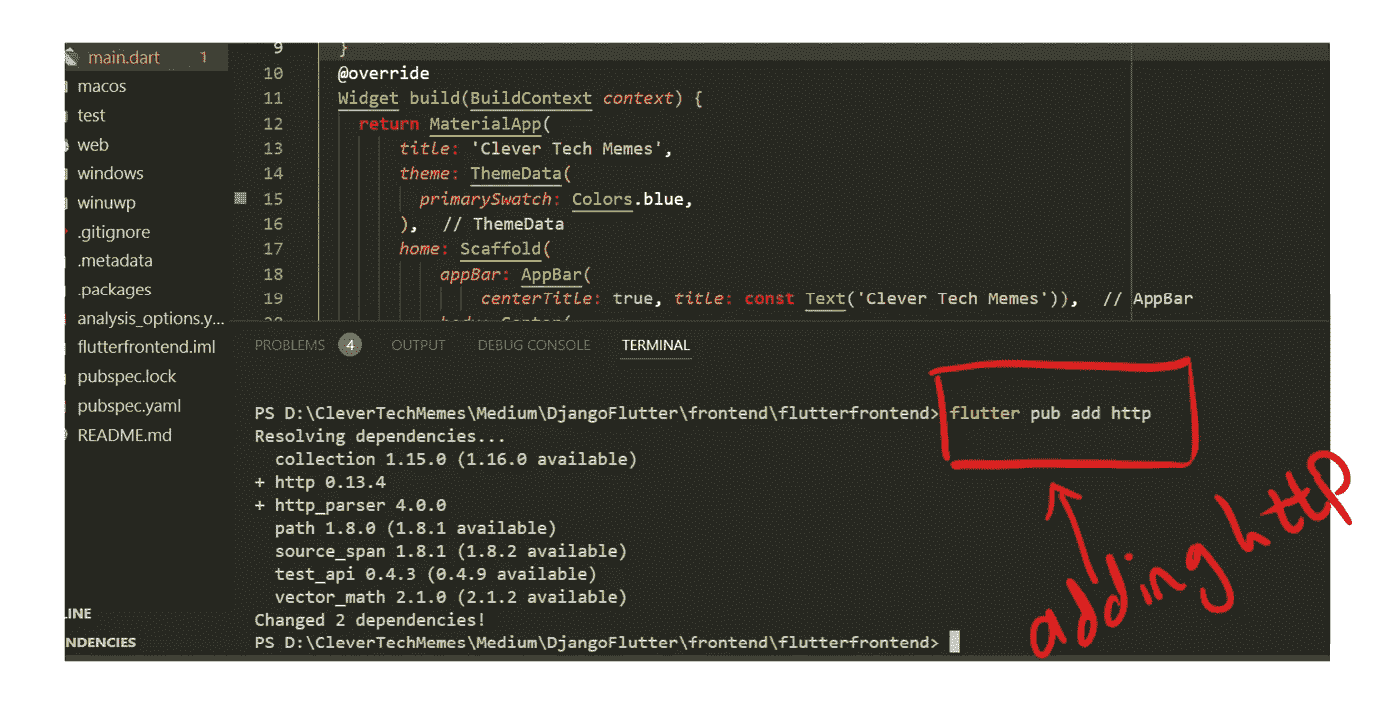 main.dart 1
macos
test
web
windows
winuwp
.gitignore
.metadata
.packages
analysis_options.y...
flutterfrontend.iml
pubspec.lock
pubspec.yaml
README.md
LINE
NDENCIES
9 }
10 @override
11 Widget build(BuildContext context) {
12 return MaterialApp(
13 title: 'Clever Tech Memes',
14 theme: ThemeData(
15 primarySwatch: Colors.blue,
16 ), // ThemeData
17 home: Scaffold(
18 appBar: AppBar(
19 centerTitle: true, title: const Text('Clever Tech Memes')), // AppBar
PROBLEMS 4 OUTPUT DEBUG CONSOLE TERMINAL
PS D:\CleverTechMemes\Medium\DjangoFlutter\frontend\flutterfrontend> flutter pub add http
Resolving dependencies...
collection 1.15.0 (1.16.0 available)
+ http 0.13.4
+ http_parser 4.0.0
path 1.8.0 (1.8.1 available)
source_span 1.8.1 (1.8.2 available)
test_api 0.4.3 (0.4.9 available)
vector_math 2.1.0 (2.1.2 available)
Changed 2 dependencies!
PS D:\CleverTechMemes\Medium\DjangoFlutter\frontend\flutterfrontend>
adding http